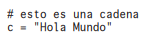 # esto es una cadena
c = "Hola Mundo"